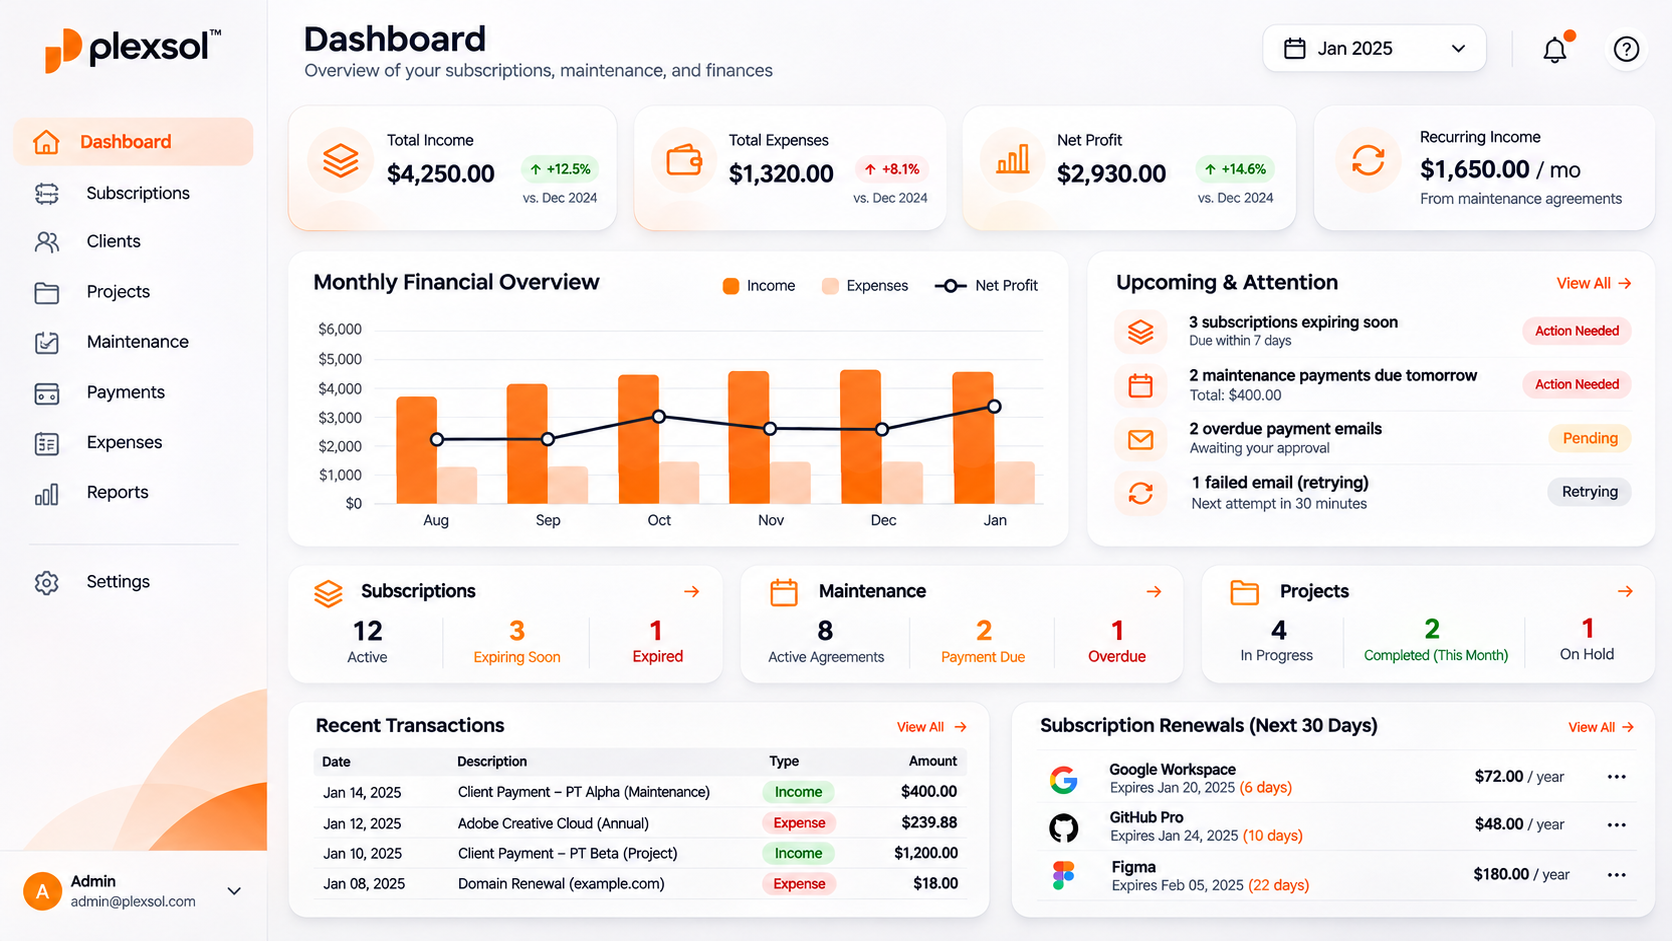 plexsol™
Dashboard
Subscriptions
Clients
Projects
Maintenance
Payments
Expenses
Reports
Settings
A
Admin
admin@plexsol.com
Dashboard
Overview of your subscriptions, maintenance, and finances
Jan 2025
?
Total Income
$4,250.00
↑ +12.5%
vs. Dec 2024
Total Expenses
$1,320.00
↑ +8.1%
vs. Dec 2024
Net Profit
$2,930.00
↑ +14.6%
vs. Dec 2024
Recurring Income
$1,650.00 / mo
From maintenance agreements
Monthly Financial Overview
Income Expenses Net Profit
$6,000
$5,000
$4,000
$3,000
$2,000
$1,000
$0
Aug Sep Oct Nov Dec Jan
Upcoming & Attention
View All →
3 subscriptions expiring soon
Due within 7 days
Action Needed
2 maintenance payments due tomorrow
Total: $400.00
Action Needed
2 overdue payment emails
Awaiting your approval
Pending
1 failed email (retrying)
Next attempt in 30 minutes
Retrying
Subscriptions →
12 3 1
Active Expiring Soon Expired
Maintenance →
8 2 1
Active Agreements Payment Due Overdue
Projects →
4 2 1
In Progress Completed (This Month) On Hold
Recent Transactions View All →
Date Description Type Amount
Jan 14, 2025 Client Payment – PT Alpha (Maintenance) Income $400.00
Jan 12, 2025 Adobe Creative Cloud (Annual) Expense $239.88
Jan 10, 2025 Client Payment – PT Beta (Project) Income $1,200.00
Jan 08, 2025 Domain Renewal (example.com) Expense $18.00
Subscription Renewals (Next 30 Days) View All →
Google Workspace
Expires Jan 20, 2025 (6 days)
$72.00 / year
GitHub Pro
Expires Jan 24, 2025 (10 days)
$48.00 / year
Figma
Expires Feb 05, 2025 (22 days)
$180.00 / year